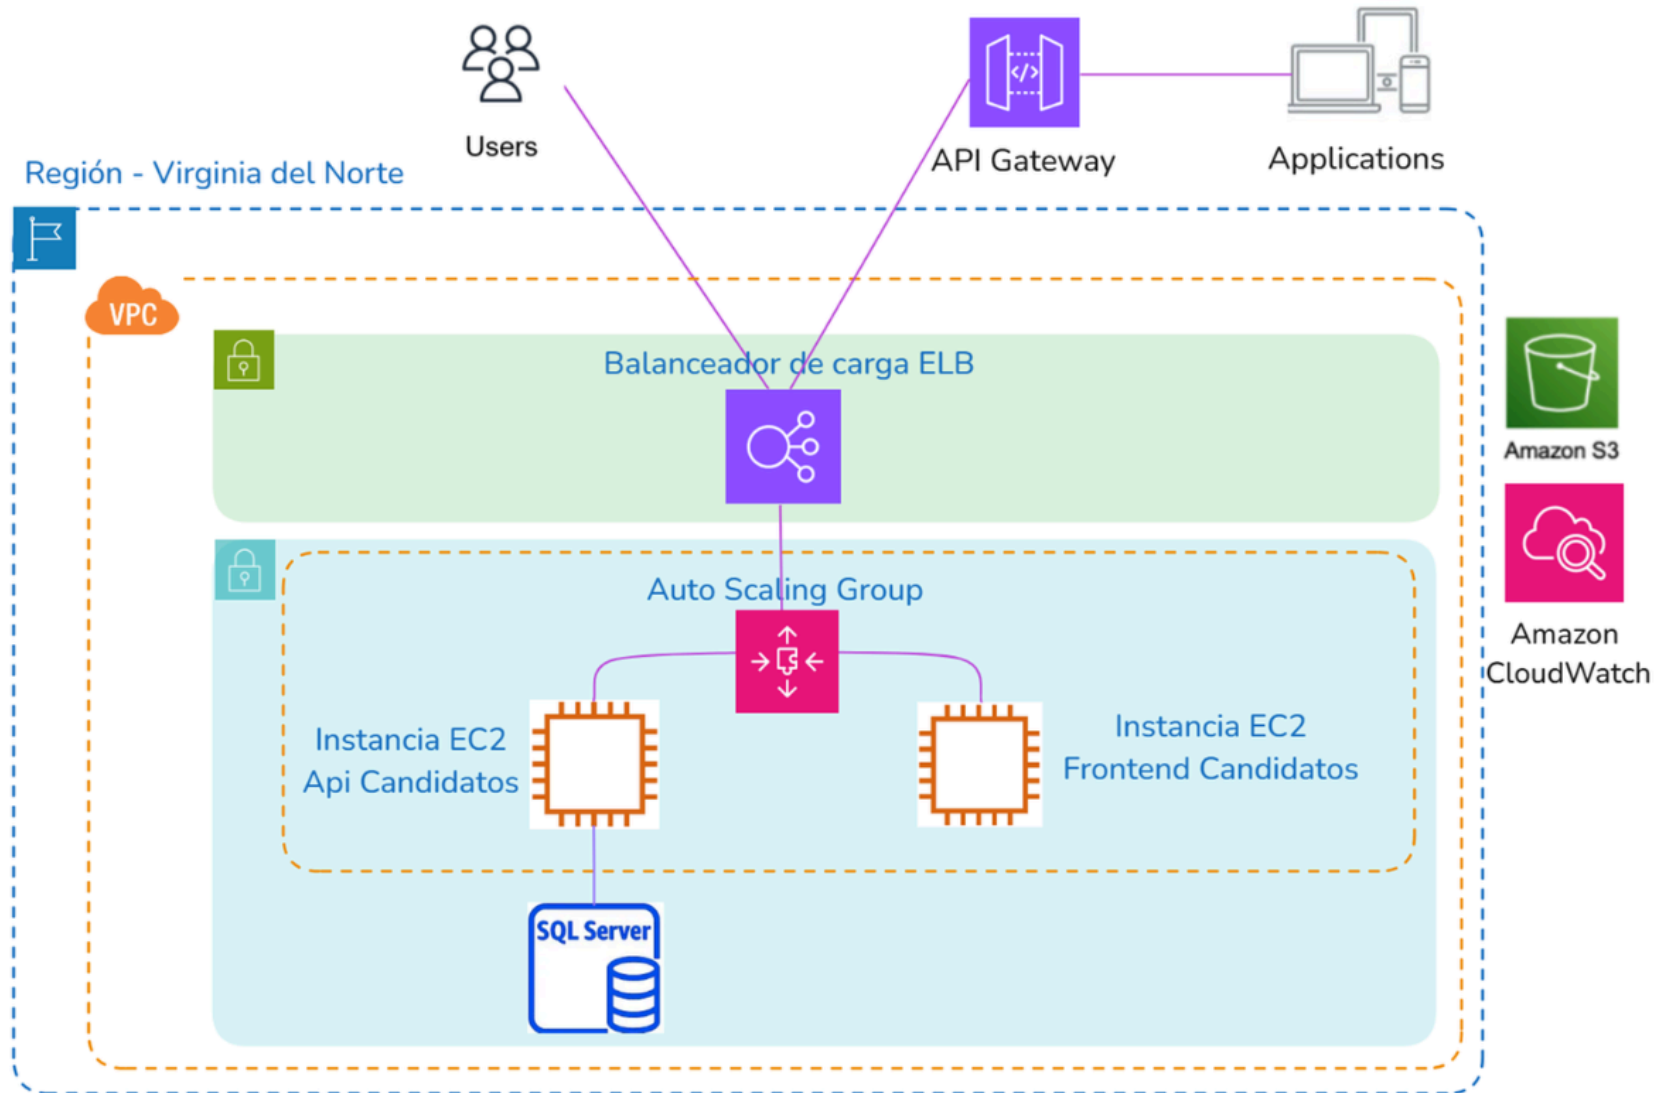 Users
API Gateway
Applications
Región - Virginia del Norte
VPC
Balanceador de carga ELB
Amazon S3
Auto Scaling Group
Amazon
CloudWatch
Instancia EC2
Api Candidatos
Instancia EC2
Frontend Candidatos
SQL Server